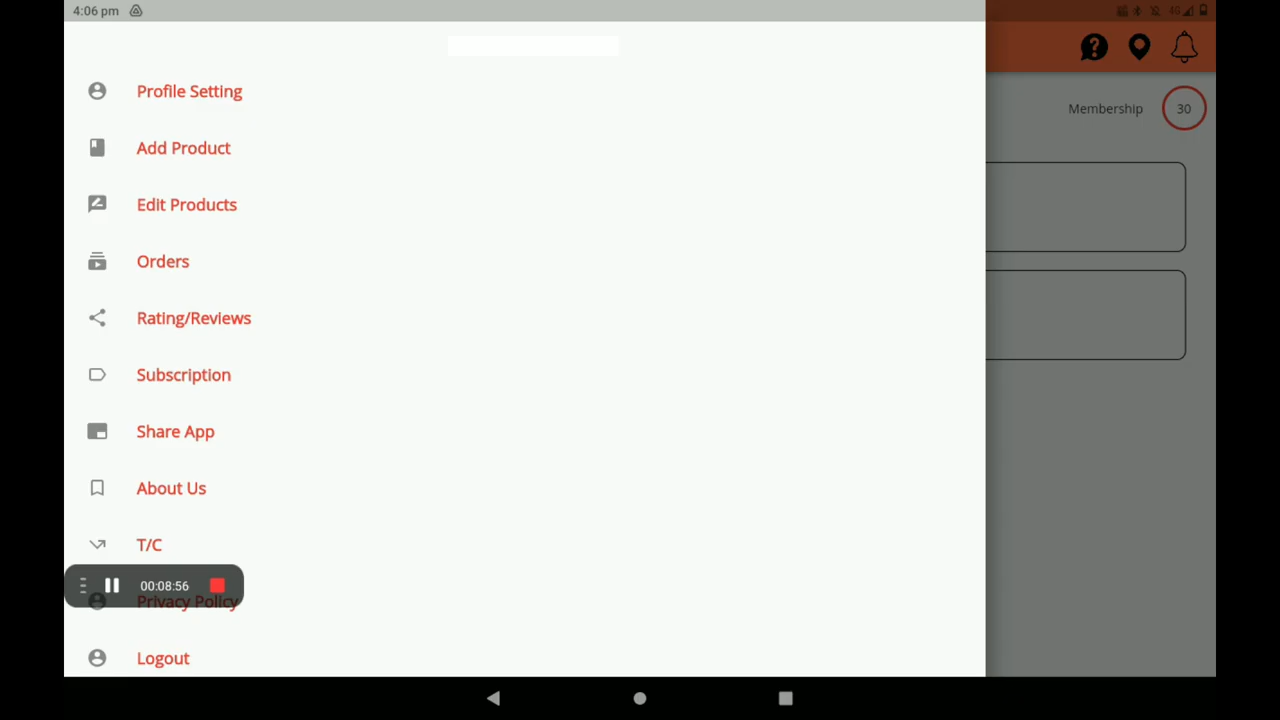 4:06 pm
4G
Membership 30
Profile Setting
Add Product
Edit Products
Orders
Rating/Reviews
Subscription
Share App
About Us
T/C
00:08:56
Privacy Policy
Logout